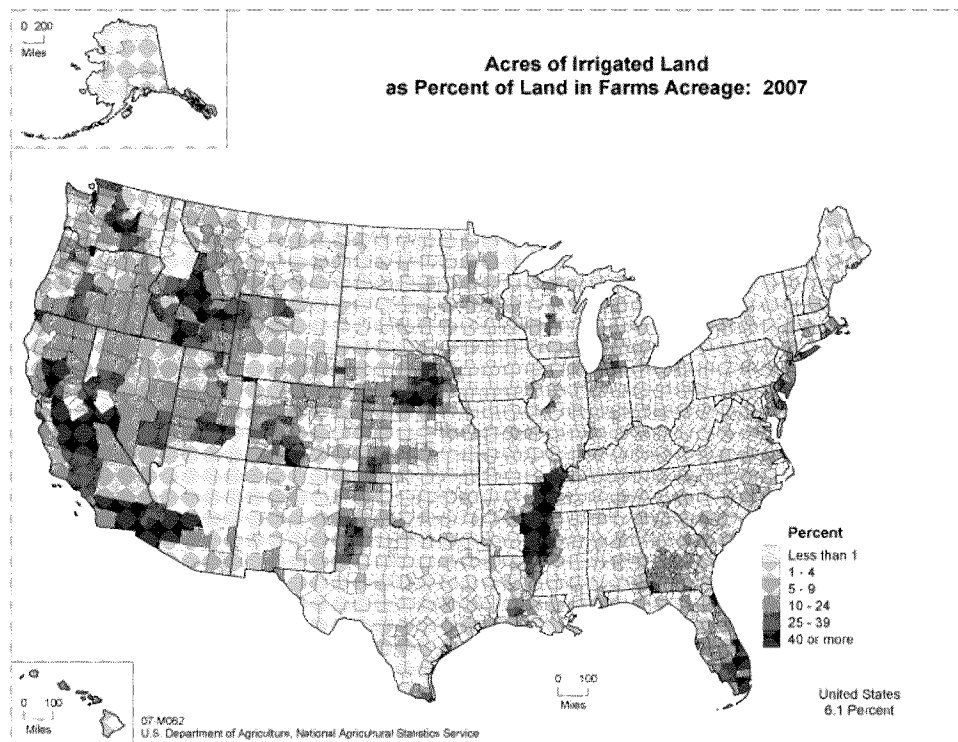 0 200
Miles
Acres of Irrigated Land
as Percent of Land in Farms Acreage: 2007
Percent
Less than 1
1 - 4
5 - 9
10 - 24
25 - 39
40 or more
0 100
Miles
United States
6.1 Percent
0 100
Miles
07-M082
U.S. Department of Agriculture, National Agricultural Statistics Service